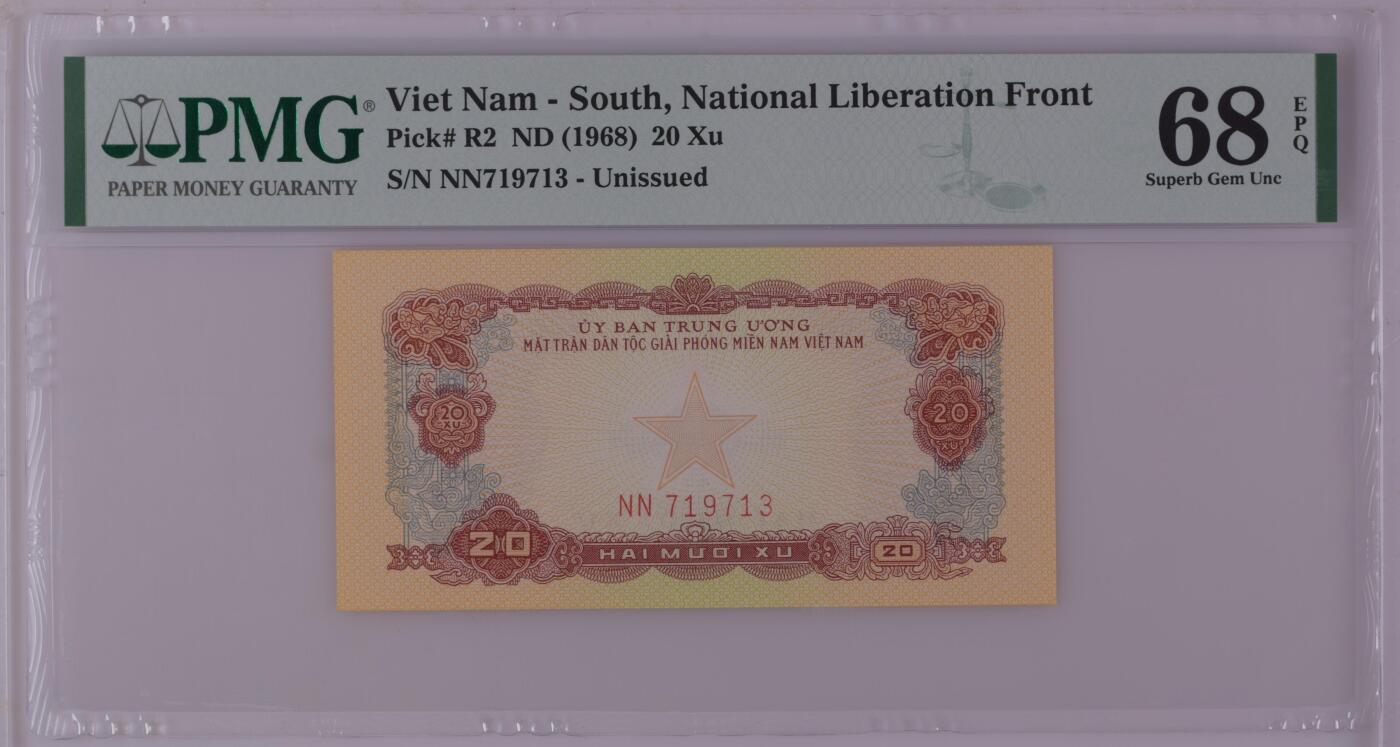 PMG®
PAPER MONEY GUARANTY
Viet Nam - South, National Liberation Front
Pick# R2 ND (1968) 20 Xu
S/N NN719713 - Unissued
68
EPQ
Superb Gem Unc
ỦY BAN TRUNG ƯƠNG
MẶT TRẬN DÂN TỘC GIẢI PHÓNG MIỀN NAM VIỆT NAM
20
XU
20
XU
NN 719713
20
HAI MƯƠI XU
20